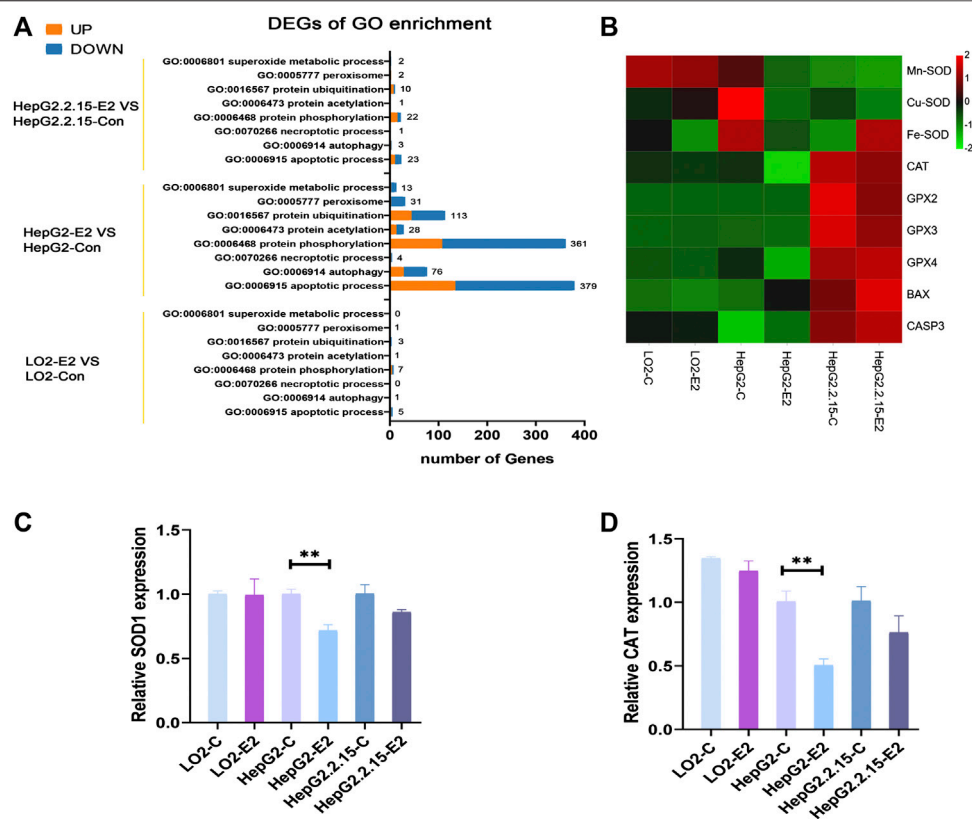 A
UP
DOWN
DEGs of GO enrichment
HepG2.2.15-E2 VS
HepG2.2.15-Con
GO:0006801 superoxide metabolic process 2
GO:0005777 peroxisome 2
GO:0016567 protein ubiquitination 10
GO:0006473 protein acetylation 1
GO:0006468 protein phosphorylation 22
GO:0070266 necroptotic process 1
GO:0006914 autophagy 3
GO:0006915 apoptotic process 23
HepG2-E2 VS
HepG2-Con
GO:0006801 superoxide metabolic process 13
GO:0005777 peroxisome 31
GO:0016567 protein ubiquitination 113
GO:0006473 protein acetylation 28
GO:0006468 protein phosphorylation 361
GO:0070266 necroptotic process 4
GO:0006914 autophagy 76
GO:0006915 apoptotic process 379
LO2-E2 VS
LO2-Con
GO:0006801 superoxide metabolic process 0
GO:0005777 peroxisome 1
GO:0016567 protein ubiquitination 3
GO:0006473 protein acetylation 1
GO:0006468 protein phosphorylation 7
GO:0070266 necroptotic process 0
GO:0006914 autophagy 1
GO:0006915 apoptotic process 5
0 100 200 300 400
number of Genes
B
Mn-SOD
Cu-SOD
Fe-SOD
CAT
GPX2
GPX3
GPX4
BAX
CASP3
2
1
0
-1
-2
LO2-C
LO2-E2
HepG2-C
HepG2-E2
HepG2.2.15-C
HepG2.2.15-E2
C
Relative SOD1 expression
1.5
1.0
0.5
0.0
**
LO2-C
LO2-E2
HepG2-C
HepG2-E2
HepG2.2.15-C
HepG2.2.15-E2
D
Relative CAT expression
1.5
1.0
0.5
0.0
**
LO2-C
LO2-E2
HepG2-C
HepG2-E2
HepG2.2.15-C
HepG2.2.15-E2